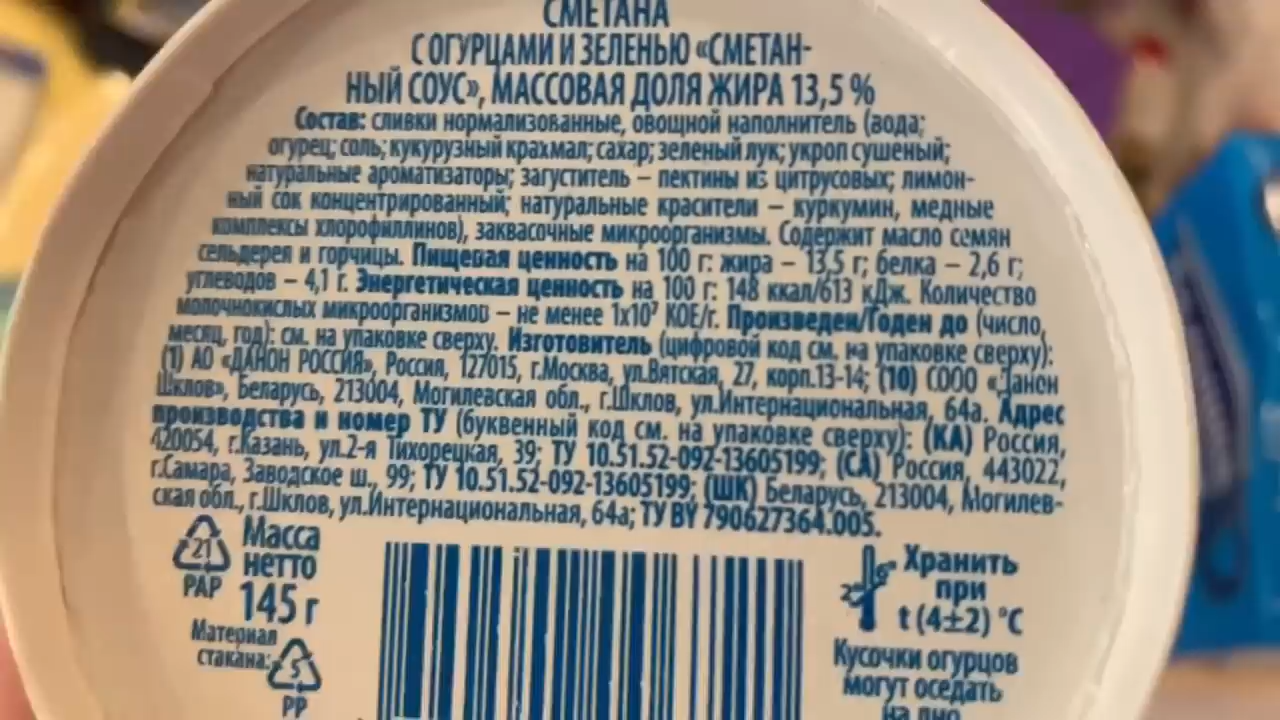 СМЕТАНА
С ОГУРЦАМИ И ЗЕЛЕНЬЮ «СМЕТАН-
НЫЙ СОУС», МАССОВАЯ ДОЛЯ ЖИРА 13,5 %
Состав: сливки нормализованные, овощной наполнитель (вода;
огурец; соль; кукурузный крахмал; сахар; зеленый лук; укроп сушеный;
натуральные ароматизаторы; загуститель – пектины из цитрусовых; лимон-
ный сок концентрированный; натуральные красители – куркумин, медные
комплексы хлорофиллинов), заквасочные микроорганизмы. Содержит масло семян
сельдерея и горчицы. Пищевая ценность на 100 г: жира – 13,5 г; белка – 2,6 г;
углеводов – 4,1 г. Энергетическая ценность на 100 г: 148 ккал/613 кДж. Количество
молочнокислых микроорганизмов – не менее 1х10⁷ КОЕ/г. Произведен/Годен до (число,
месяц, год): см. на упаковке сверху. Изготовитель (цифровой код см. на упаковке сверху):
(1) АО «ДАНОН РОССИЯ», Россия, 127015, г.Москва, ул.Вятская, 27, корп.13-14; (10) СООО «Данон
Шклов», Беларусь, 213004, Могилевская обл., г.Шклов, ул.Интернациональная, 64а. Адрес
производства и номер ТУ (буквенный код см. на упаковке сверху): (КА) Россия,
420054, г.Казань, ул.2-я Тихорецкая, 39; ТУ 10.51.52-092-13605199; (СА) Россия, 443022,
г.Самара, Заводское ш., 99; ТУ 10.51.52-092-13605199; (ШК) Беларусь, 213004, Могилев-
ская обл., г.Шклов, ул.Интернациональная, 64а; ТУ BY 790627364.005.
21
PAP
Масса
нетто
145 г
Материал
стакана:
5
PP
Хранить
при
t (4±2) °C
Кусочки огурцов
могут оседать
на дно